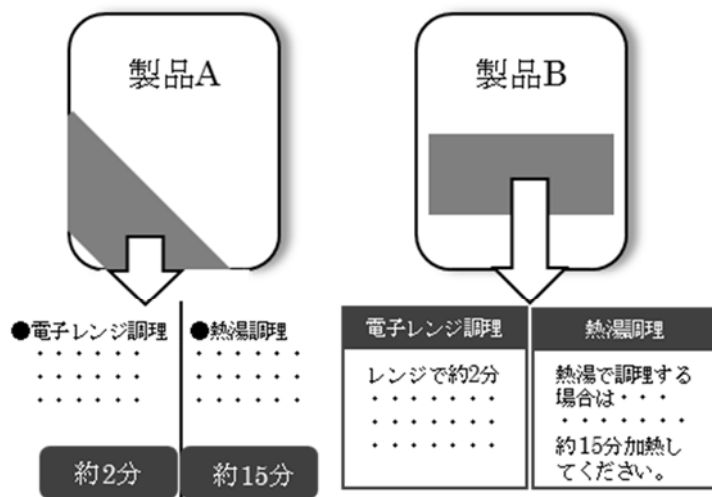 製品A
●電子レンジ調理
・・・・・・
・・・・・・
・・・・・・
約2分
●熱湯調理
・・・・・・
・・・・・・
・・・・・・
約15分
製品B
電子レンジ調理
レンジで約2分
・・・・・・・
・・・・・・・
・・・・・・・
熱湯調理
熱湯で調理する
場合は・・・
・・・・・・・
約15分加熱し
てください。